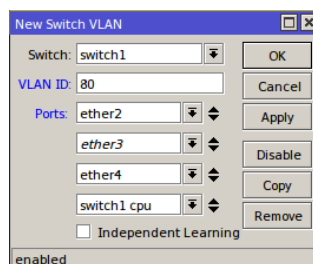 New Switch VLAN
Switch: switch1 OK
VLAN ID: 80 Cancel
Ports: ether2 Apply
ether3 Disable
ether4 Copy
switch1 cpu Remove
Independent Learning
enabled